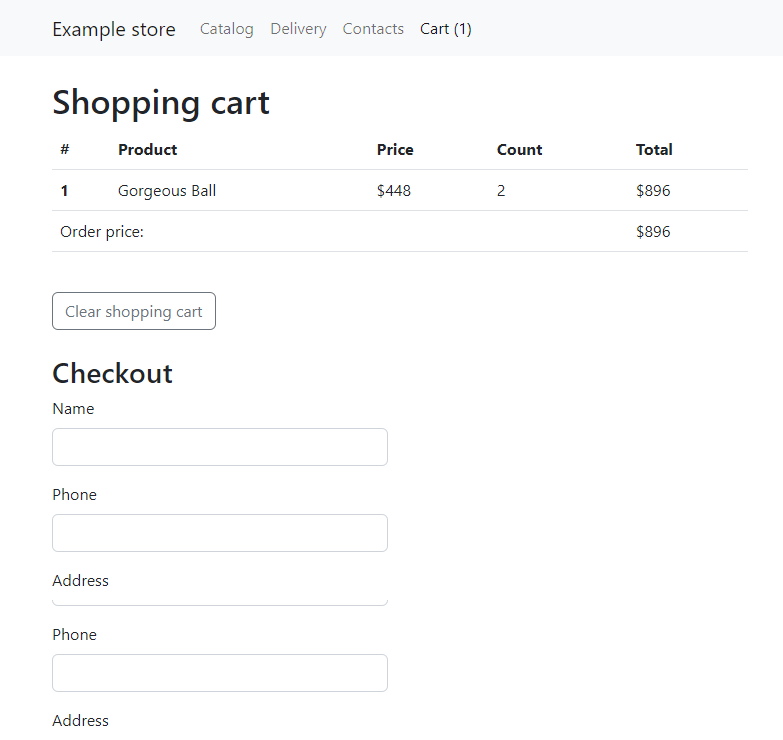 Example store Catalog Delivery Contacts Cart (1)
Shopping cart
# Product Price Count Total
1 Gorgeous Ball $448 2 $896
Order price: $896
Clear shopping cart
Checkout
Name
Phone
Address
Phone
Address